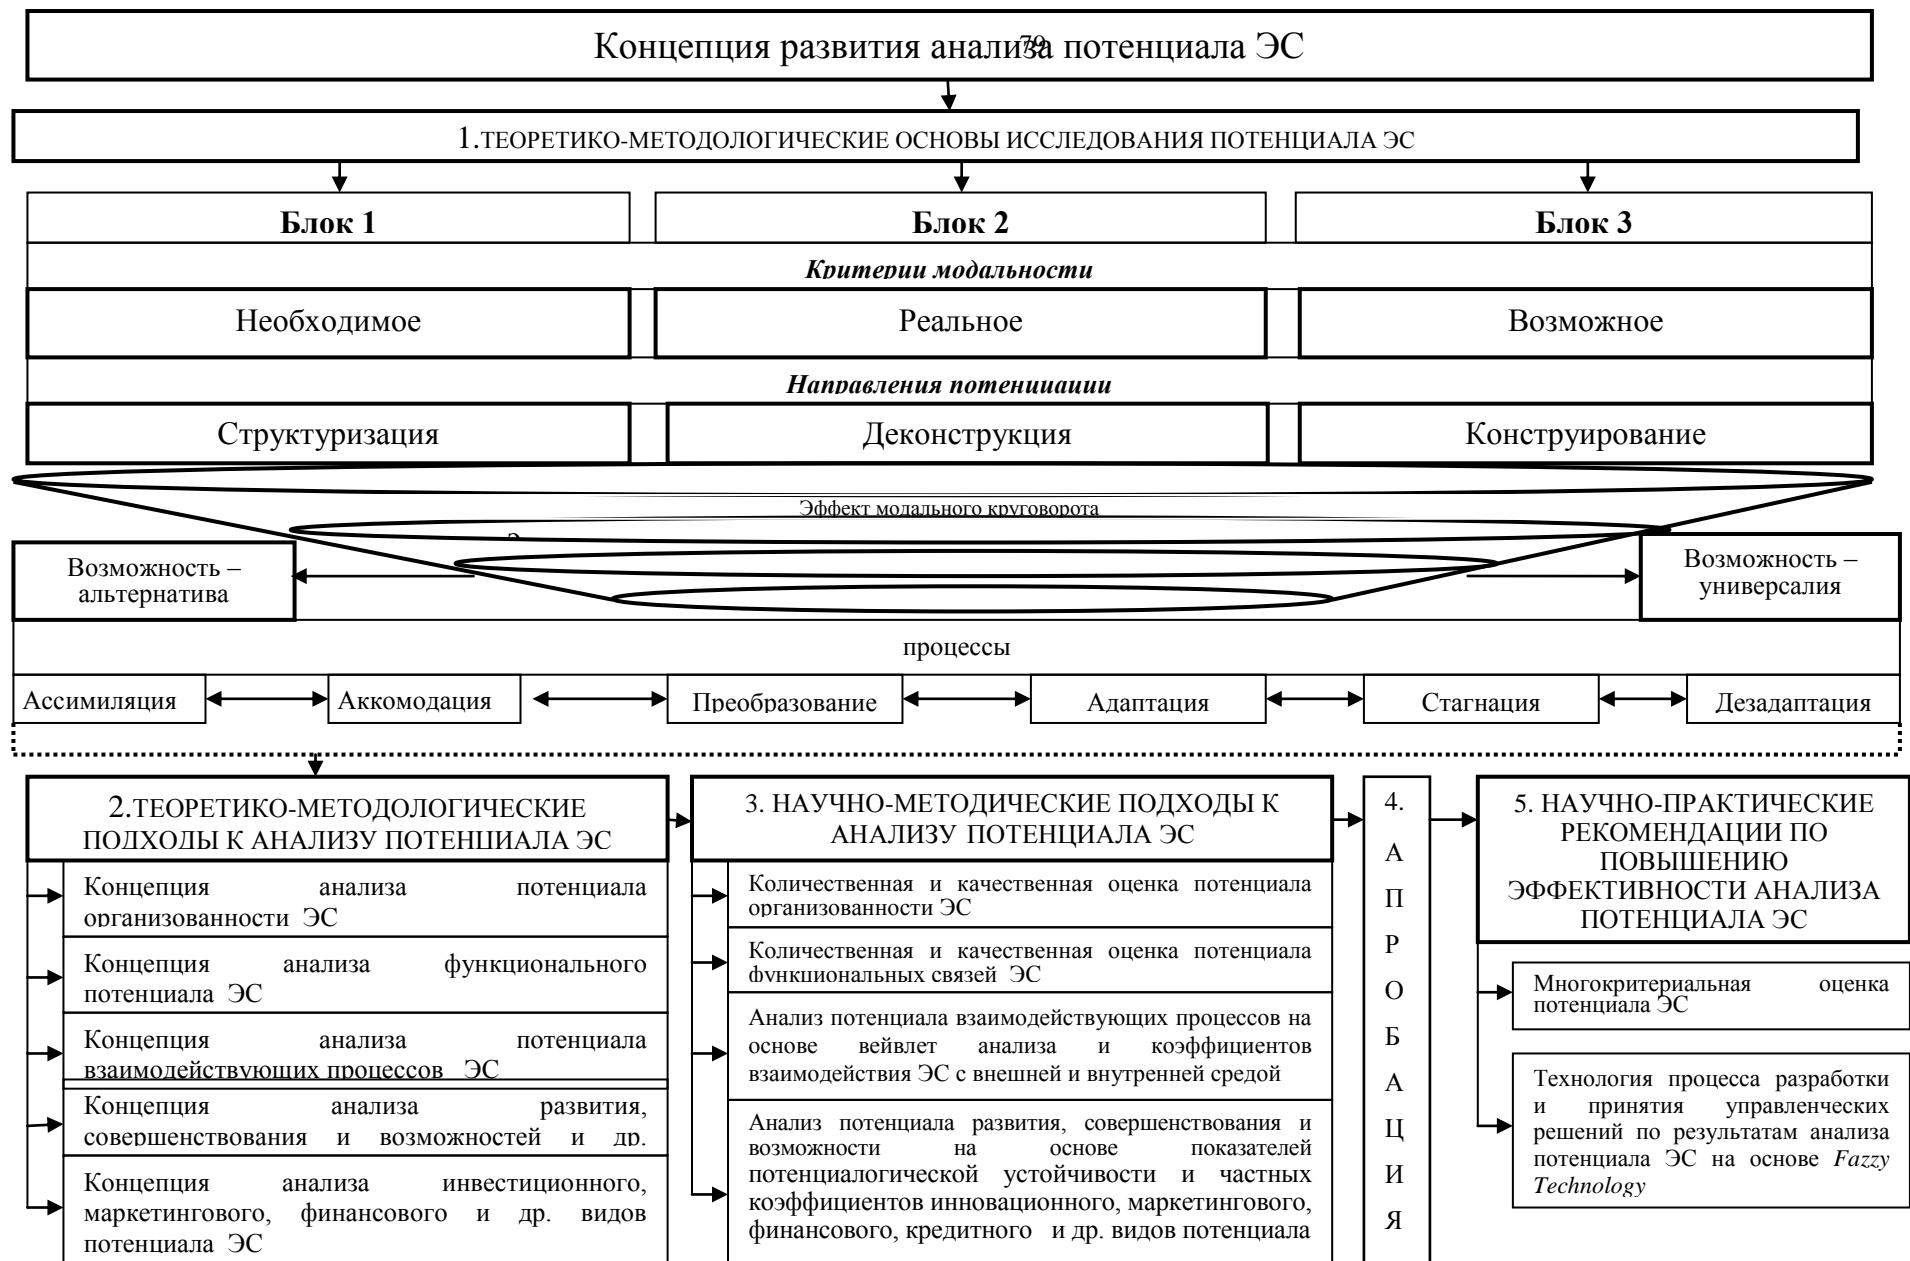 Концепция развития анализа потенциала ЭС
79
1.ТЕОРЕТИКО-МЕТОДОЛОГИЧЕСКИЕ ОСНОВЫ ИССЛЕДОВАНИЯ ПОТЕНЦИАЛА ЭС
Блок 1
Блок 2
Блок 3
Критерии модальности
Необходимое
Реальное
Возможное
Направления потенциации
Структуризация
Деконструкция
Конструирование
Эффект модального круговорота
Возможность –
альтернатива
Возможность –
универсалия
процессы
Ассимиляция
Аккомодация
Преобразование
Адаптация
Стагнация
Дезадаптация
2.ТЕОРЕТИКО-МЕТОДОЛОГИЧЕСКИЕ
ПОДХОДЫ К АНАЛИЗУ ПОТЕНЦИАЛА ЭС
Концепция анализа потенциала
организованности ЭС
Концепция анализа функционального
потенциала ЭС
Концепция анализа потенциала
взаимодействующих процессов ЭС
Концепция анализа развития,
совершенствования и возможностей и др.
Концепция анализа инвестиционного,
маркетингового, финансового и др. видов
потенциала ЭС
3. НАУЧНО-МЕТОДИЧЕСКИЕ ПОДХОДЫ К
АНАЛИЗУ ПОТЕНЦИАЛА ЭС
Количественная и качественная оценка потенциала
организованности ЭС
Количественная и качественная оценка потенциала
функциональных связей ЭС
Анализ потенциала взаимодействующих процессов на
основе вейвлет анализа и коэффициентов
взаимодействия ЭС с внешней и внутренней средой
Анализ потенциала развития, совершенствования и
возможности на основе показателей
потенциалогической устойчивости и частных
коэффициентов инновационного, маркетингового,
финансового, кредитного и др. видов потенциала
4.
А
П
Р
О
Б
А
Ц
И
Я
5. НАУЧНО-ПРАКТИЧЕСКИЕ
РЕКОМЕНДАЦИИ ПО
ПОВЫШЕНИЮ
ЭФФЕКТИВНОСТИ АНАЛИЗА
ПОТЕНЦИАЛА ЭС
Многокритериальная оценка
потенциала ЭС
Технология процесса разработки
и принятия управленческих
решений по результатам анализа
потенциала ЭС на основе Fazzy
Technology